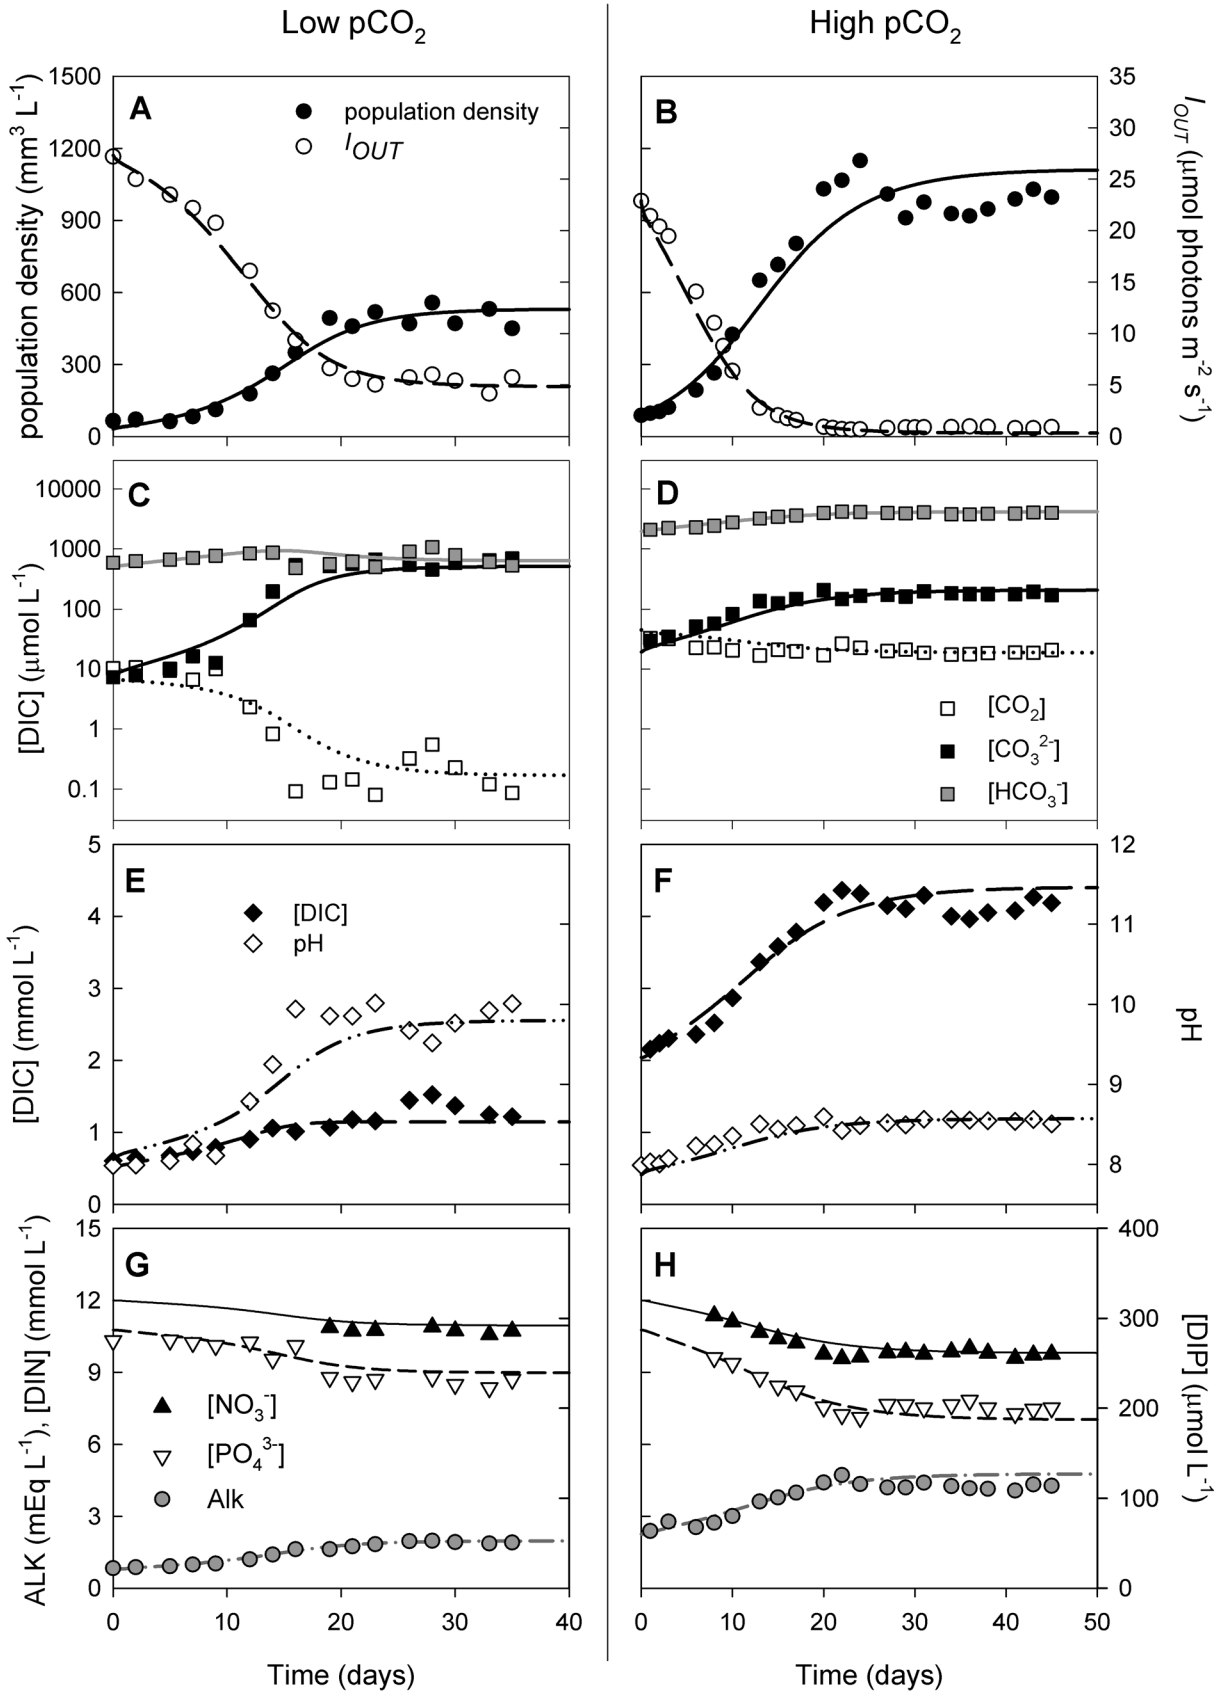 Low pCO₂
High pCO₂
A
● population density
○ I_OUT
1500
1200
900
600
300
0
population density (mm³ L⁻¹)
B
35
30
25
20
15
10
5
0
I_OUT (μmol photons m⁻² s⁻¹)
C
10000
1000
100
10
1
0.1
[DIC] (μmol L⁻¹)
D
[CO₂]
[CO₃²⁻]
[HCO₃⁻]
E
[DIC]
pH
5
4
3
2
1
0
[DIC] (mmol L⁻¹)
F
12
11
10
9
8
pH
G
[NO₃⁻]
[PO₄³⁻]
Alk
15
12
9
6
3
0
ALK (mEq L⁻¹), [DIN] (mmol L⁻¹)
0 10 20 30 40
Time (days)
H
400
300
200
100
0
[DIP] (μmol L⁻¹)
0 10 20 30 40 50
Time (days)